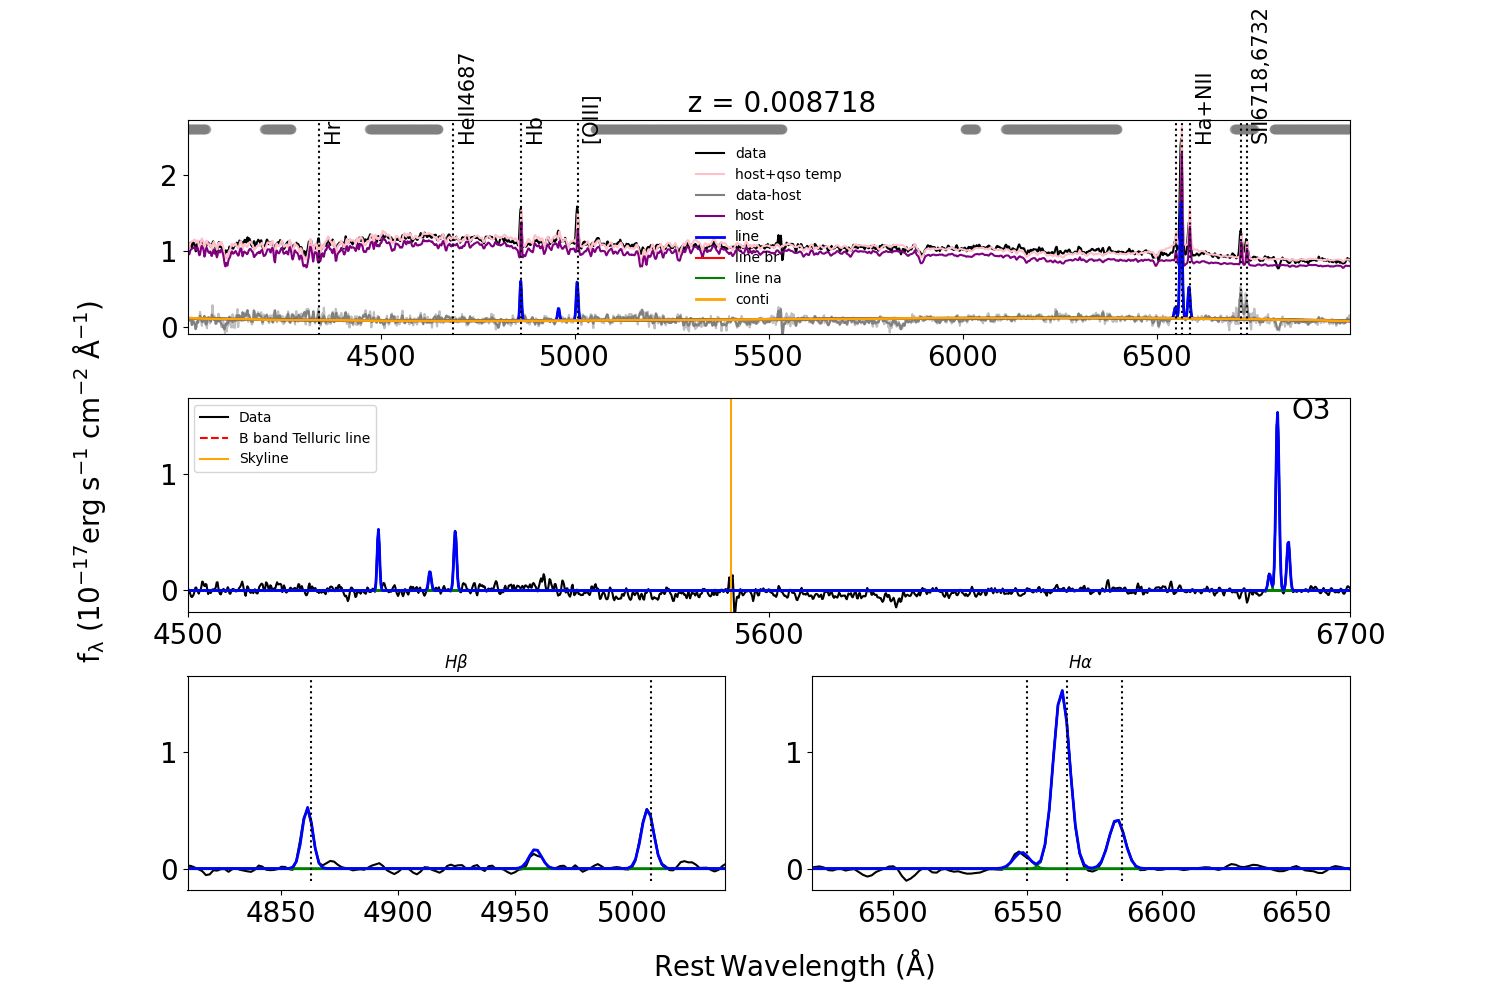 z = 0.008718
Hr
HeII4687
Hb
[OIII]
Ha+NII
SII6718,6732
data
host+qso temp
data-host
host
line
line br
line na
conti
2
1
0
4500
5000
5500
6000
6500
fλ (10−17erg s−1 cm−2 Å−1)
Data
B band Telluric line
Skyline
O3
1
0
4500
5600
6700
Hβ
1
0
4850
4900
4950
5000
Hα
1
0
6500
6550
6600
6650
Rest Wavelength (Å)